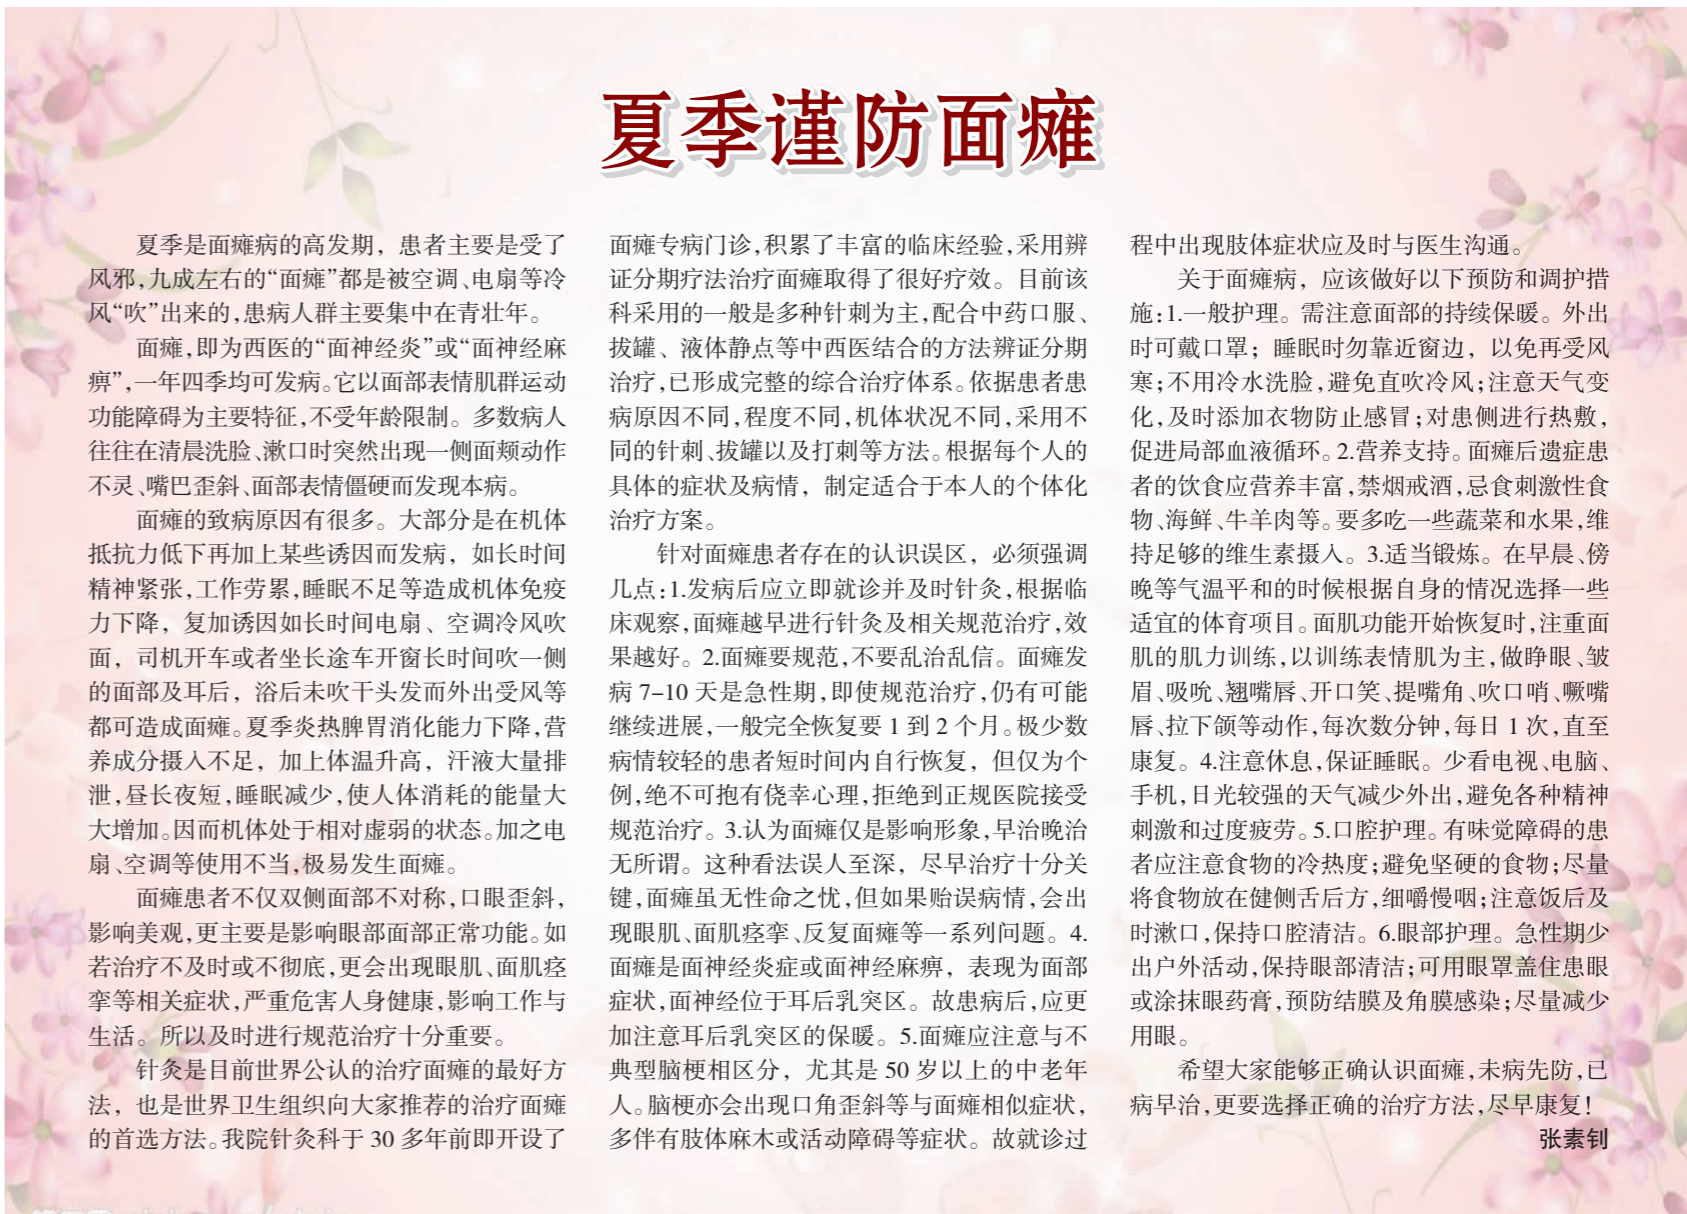 夏季谨防面瘫
夏季是面瘫病的高发期，患者主要是受了
风邪，九成左右的“面瘫”都是被空调、电扇等冷
风“吹”出来的，患病人群主要集中在青壮年。
面瘫，即为西医的“面神经炎”或“面神经麻
痹”，一年四季均可发病。它以面部表情肌群运动
功能障碍为主要特征，不受年龄限制。多数病人
往往在清晨洗脸、漱口时突然出现一侧面颊动作
不灵、嘴巴歪斜、面部表情僵硬而发现本病。
面瘫的致病原因有很多。大部分是在机体
抵抗力低下再加上某些诱因而发病，如长时间
精神紧张，工作劳累，睡眠不足等造成机体免疫
力下降，复加诱因如长时间电扇、空调冷风吹
面，司机开车或者坐长途车开窗长时间吹一侧
的面部及耳后，浴后未吹干头发而外出受风等
都可造成面瘫。夏季炎热脾胃消化能力下降，营
养成分摄入不足，加上体温升高，汗液大量排
泄，昼长夜短，睡眠减少，使人体消耗的能量大
大增加。因而机体处于相对虚弱的状态。加之电
扇、空调等使用不当，极易发生面瘫。
面瘫患者不仅双侧面部不对称，口眼歪斜，
影响美观，更主要是影响眼部面部正常功能。如
若治疗不及时或不彻底，更会出现眼肌、面肌痉
挛等相关症状，严重危害人身健康，影响工作与
生活。所以及时进行规范治疗十分重要。
针灸是目前世界公认的治疗面瘫的最好方
法，也是世界卫生组织向大家推荐的治疗面瘫
的首选方法。我院针灸科于 30 多年前即开设了
面瘫专病门诊，积累了丰富的临床经验，采用辨
证分期疗法治疗面瘫取得了很好疗效。目前该
科采用的一般是多种针刺为主，配合中药口服、
拔罐、液体静点等中西医结合的方法辨证分期
治疗，已形成完整的综合治疗体系。依据患者患
病原因不同，程度不同，机体状况不同，采用不
同的针刺、拔罐以及打刺等方法。根据每个人的
具体的症状及病情，制定适合于本人的个体化
治疗方案。
针对面瘫患者存在的认识误区，必须强调
几点：1.发病后应立即就诊并及时针灸，根据临
床观察，面瘫越早进行针灸及相关规范治疗，效
果越好。2.面瘫要规范，不要乱治乱信。面瘫发
病 7-10 天是急性期，即使规范治疗，仍有可能
继续进展，一般完全恢复要 1 到 2 个月。极少数
病情较轻的患者短时间内自行恢复，但仅为个
例，绝不可抱有侥幸心理，拒绝到正规医院接受
规范治疗。3.认为面瘫仅是影响形象，早治晚治
无所谓。这种看法误人至深，尽早治疗十分关
键，面瘫虽无性命之忧，但如果贻误病情，会出
现眼肌、面肌痉挛、反复面瘫等一系列问题。4.
面瘫是面神经炎症或面神经麻痹，表现为面部
症状，面神经位于耳后乳突区。故患病后，应更
加注意耳后乳突区的保暖。5.面瘫应注意与不
典型脑梗相区分，尤其是 50 岁以上的中老年
人。脑梗亦会出现口角歪斜等与面瘫相似症状，
多伴有肢体麻木或活动障碍等症状。故就诊过
程中出现肢体症状应及时与医生沟通。
关于面瘫病，应该做好以下预防和调护措
施：1.一般护理。需注意面部的持续保暖。外出
时可戴口罩；睡眠时勿靠近窗边，以免再受风
寒；不用冷水洗脸，避免直吹冷风；注意天气变
化，及时添加衣物防止感冒；对患侧进行热敷，
促进局部血液循环。2.营养支持。面瘫后遗症患
者的饮食应营养丰富，禁烟戒酒，忌食刺激性食
物、海鲜、牛羊肉等。要多吃一些蔬菜和水果，维
持足够的维生素摄入。3.适当锻炼。在早晨、傍
晚等气温平和的时候根据自身的情况选择一些
适宜的体育项目。面肌功能开始恢复时，注重面
肌的肌力训练，以训练表情肌为主，做睁眼、皱
眉、吸吮、翘嘴唇、开口笑、提嘴角、吹口哨、噘嘴
唇、拉下颌等动作，每次数分钟，每日 1 次，直至
康复。4.注意休息，保证睡眠。少看电视、电脑、
手机，日光较强的天气减少外出，避免各种精神
刺激和过度疲劳。5.口腔护理。有味觉障碍的患
者应注意食物的冷热度；避免坚硬的食物；尽量
将食物放在健侧舌后方，细嚼慢咽；注意饭后及
时漱口，保持口腔清洁。6.眼部护理。急性期少
出户外活动，保持眼部清洁；可用眼罩盖住患眼
或涂抹眼药膏，预防结膜及角膜感染；尽量减少
用眼。
希望大家能够正确认识面瘫，未病先防，已
病早治，更要选择正确的治疗方法，尽早康复！
张素钊